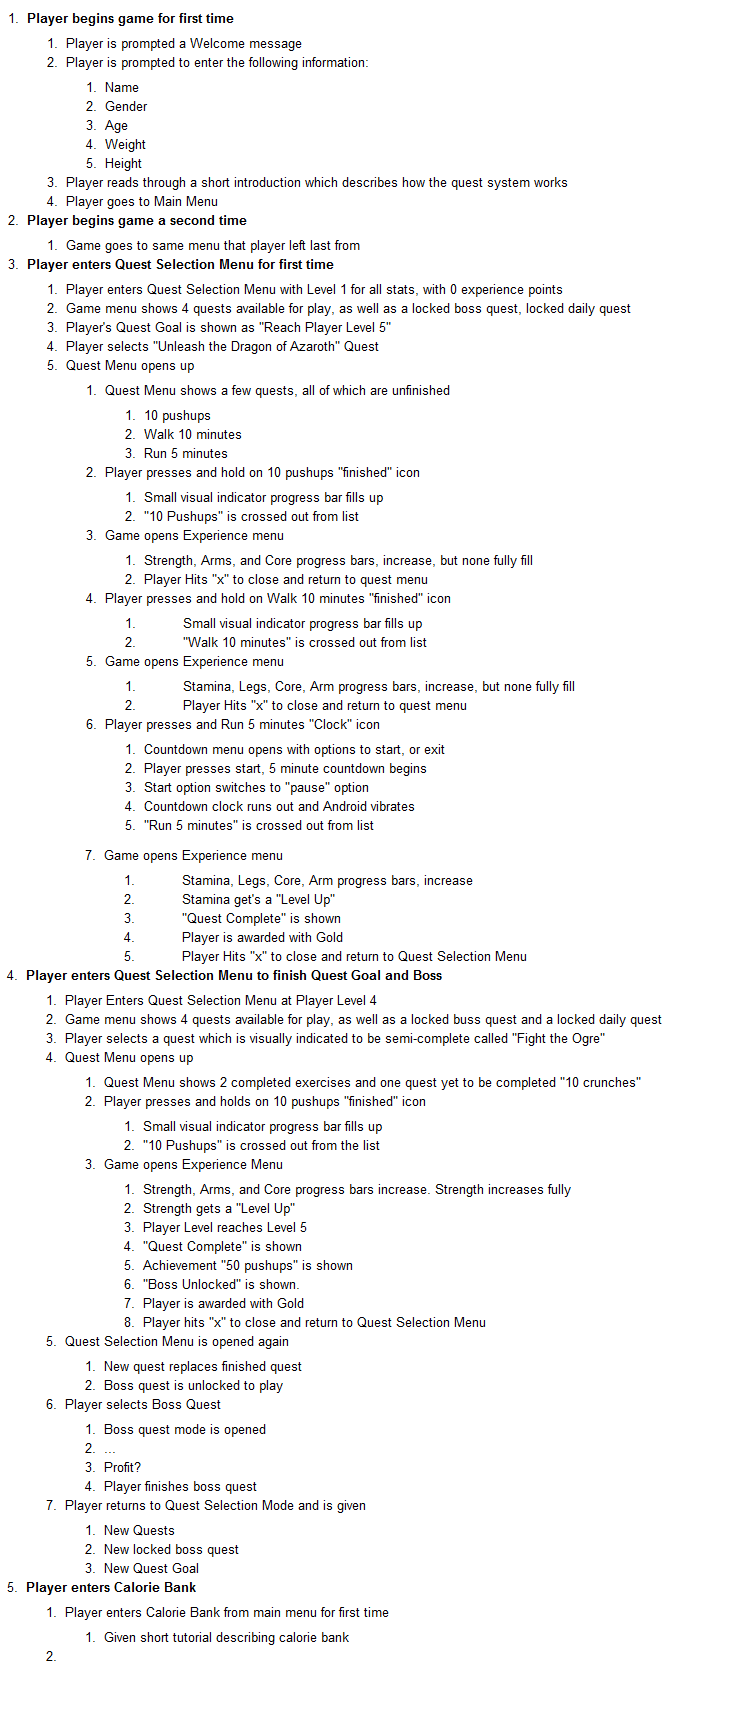 1. Player begins game for first time
1. Player is prompted a Welcome message
2. Player is prompted to enter the following information:
1. Name
2. Gender
3. Age
4. Weight
5. Height
3. Player reads through a short introduction which describes how the quest system works
4. Player goes to Main Menu
2. Player begins game a second time
1. Game goes to same menu that player left last from
3. Player enters Quest Selection Menu for first time
1. Player enters Quest Selection Menu with Level 1 for all stats, with 0 experience points
2. Game menu shows 4 quests available for play, as well as a locked boss quest, locked daily quest
3. Player's Quest Goal is shown as "Reach Player Level 5"
4. Player selects "Unleash the Dragon of Azaroth" Quest
5. Quest Menu opens up
1. Quest Menu shows a few quests, all of which are unfinished
1. 10 pushups
2. Walk 10 minutes
3. Run 5 minutes
2. Player presses and hold on 10 pushups "finished" icon
1. Small visual indicator progress bar fills up
2. "10 Pushups" is crossed out from list
3. Game opens Experience menu
1. Strength, Arms, and Core progress bars, increase, but none fully fill
2. Player Hits "x" to close and return to quest menu
4. Player presses and hold on Walk 10 minutes "finished" icon
1. Small visual indicator progress bar fills up
2. "Walk 10 minutes" is crossed out from list
5. Game opens Experience menu
1. Stamina, Legs, Core, Arm progress bars, increase, but none fully fill
2. Player Hits "x" to close and return to quest menu
6. Player presses and Run 5 minutes "Clock" icon
1. Countdown menu opens with options to start, or exit
2. Player presses start, 5 minute countdown begins
3. Start option switches to "pause" option
4. Countdown clock runs out and Android vibrates
5. "Run 5 minutes" is crossed out from list
7. Game opens Experience menu
1. Stamina, Legs, Core, Arm progress bars, increase
2. Stamina get's a "Level Up"
3. "Quest Complete" is shown
4. Player is awarded with Gold
5. Player Hits "x" to close and return to Quest Selection Menu
4. Player enters Quest Selection Menu to finish Quest Goal and Boss
1. Player Enters Quest Selection Menu at Player Level 4
2. Game menu shows 4 quests available for play, as well as a locked buss quest and a locked daily quest
3. Player selects a quest which is visually indicated to be semi-complete called "Fight the Ogre"
4. Quest Menu opens up
1. Quest Menu shows 2 completed exercises and one quest yet to be completed "10 crunches"
2. Player presses and holds on 10 pushups "finished" icon
1. Small visual indicator progress bar fills up
2. "10 Pushups" is crossed out from the list
3. Game opens Experience Menu
1. Strength, Arms, and Core progress bars increase. Strength increases fully
2. Strength gets a "Level Up"
3. Player Level reaches Level 5
4. "Quest Complete" is shown
5. Achievement "50 pushups" is shown
6. "Boss Unlocked" is shown.
7. Player is awarded with Gold
8. Player hits "x" to close and return to Quest Selection Menu
5. Quest Selection Menu is opened again
1. New quest replaces finished quest
2. Boss quest is unlocked to play
6. Player selects Boss Quest
1. Boss quest mode is opened
2. ...
3. Profit?
4. Player finishes boss quest
7. Player returns to Quest Selection Mode and is given
1. New Quests
2. New locked boss quest
3. New Quest Goal
5. Player enters Calorie Bank
1. Player enters Calorie Bank from main menu for first time
1. Given short tutorial describing calorie bank
2.